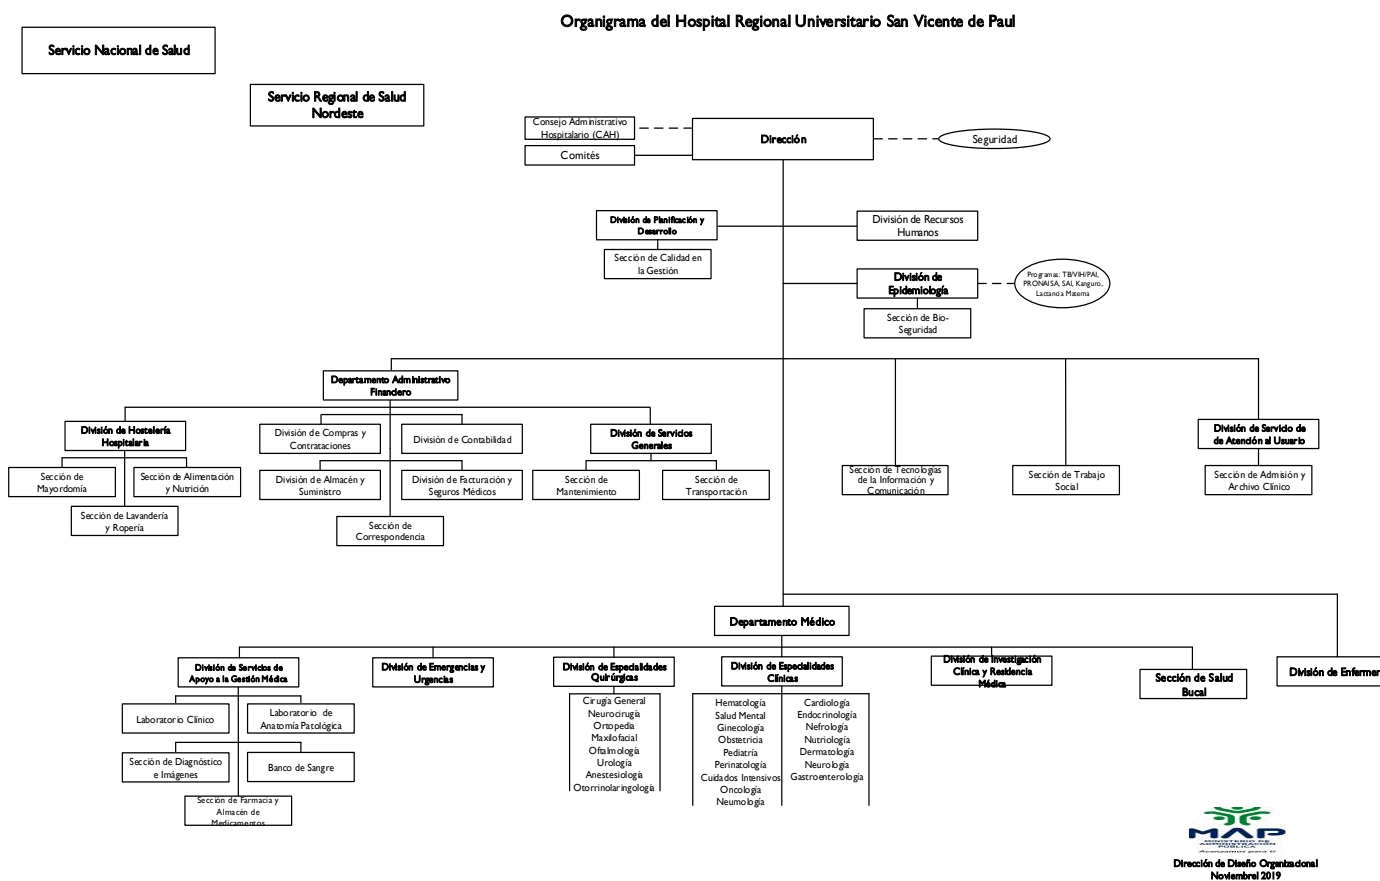 Organigrama del Hospital Regional Universitario San Vicente de Paul
Servicio Nacional de Salud
Servicio Regional de Salud
Nordeste
Consejo Administrativo
Hospitalario (CAH)
Comités
Dirección
Seguridad
División de Planificación y
Desarrollo
Sección de Calidad en
la Gestión
División de Recursos
Humanos
División de
Epidemiología
Programas: TB/VIH/PAI,
PRONAISA, SAI, Kanguro,
Lactancia Materna
Sección de Bio-
Seguridad
Departamento Administrativo
Financiero
División de Hostelería
Hospitalaria
Sección de
Mayordomía
Sección de Alimentación
y Nutrición
Sección de Lavandería
y Ropería
División de Compras y
Contrataciones
División de Contabilidad
División de Almacén y
Suministro
División de Facturación y
Seguros Médicos
Sección de
Correspondencia
División de Servicios
Generales
Sección de
Mantenimiento
Sección de
Transportación
Sección de Tecnologías
de la Información y
Comunicación
Sección de Trabajo
Social
División de Servicio de
de Atención al Usuario
Sección de Admisión y
Archivo Clínico
Departamento Médico
División de Servicios de
Apoyo a la Gestión Médica
Laboratorio Clínico
Laboratorio de
Anatomía Patológica
Sección de Diagnóstico
e Imágenes
Banco de Sangre
Sección de Farmacia y
Almacén de
Medicamentos
División de Emergencias y
Urgencias
División de Especialidades
Quirúrgicas
Cirugía General
Neurocirugía
Ortopedia
Maxilofacial
Oftalmología
Urología
Anestesiología
Otorrinolaringología
División de Especialidades
Clínicas
Hematología
Salud Mental
Ginecología
Obstetricia
Pediatría
Perinatología
Cuidados Intensivos
Oncología
Neumología
Cardiología
Endocrinología
Nefrología
Nutriología
Dermatología
Neurología
Gastroenterología
División de Investigación
Clínica y Residencia
Médica
Sección de Salud
Bucal
División de Enfermer
MAP
MINISTERIO DE
ADMINISTRACIÓN
PÚBLICA
Avanzamos para ti
Dirección de Diseño Organizacional
Noviembrel 2019